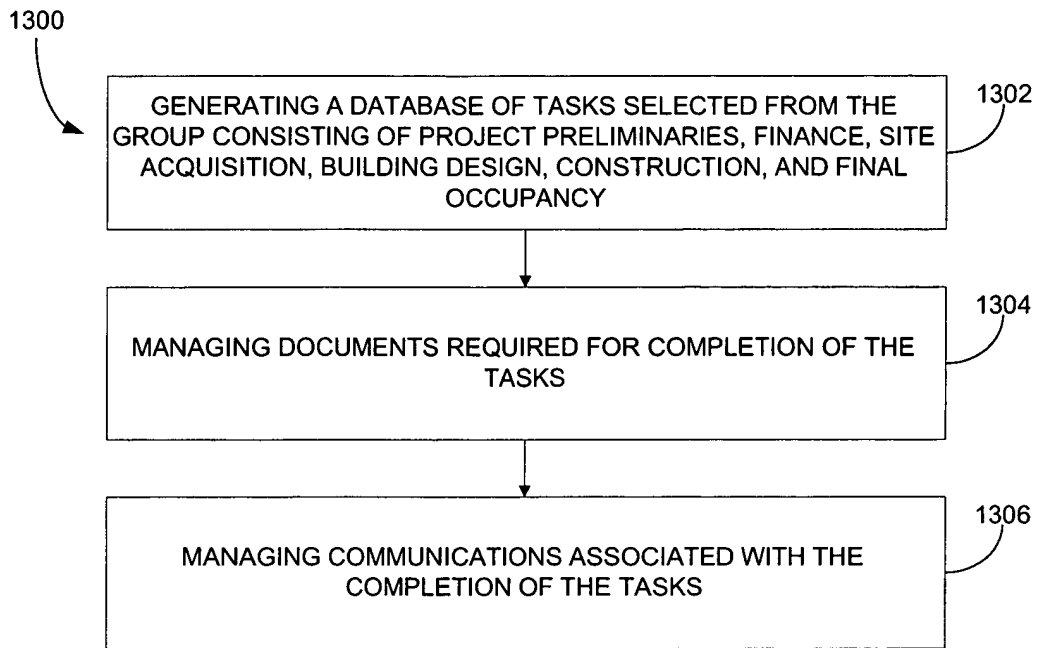 1300
1302
GENERATING A DATABASE OF TASKS SELECTED FROM THE
GROUP CONSISTING OF PROJECT PRELIMINARIES, FINANCE, SITE
ACQUISITION, BUILDING DESIGN, CONSTRUCTION, AND FINAL
OCCUPANCY
1304
MANAGING DOCUMENTS REQUIRED FOR COMPLETION OF THE
TASKS
1306
MANAGING COMMUNICATIONS ASSOCIATED WITH THE
COMPLETION OF THE TASKS